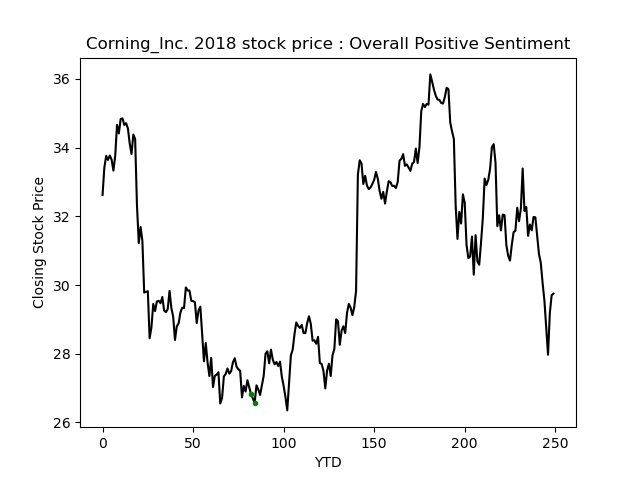 Corning_Inc. 2018 stock price : Overall Positive Sentiment
36
34
32
30
28
26
Closing Stock Price
0 50 100 150 200 250
YTD